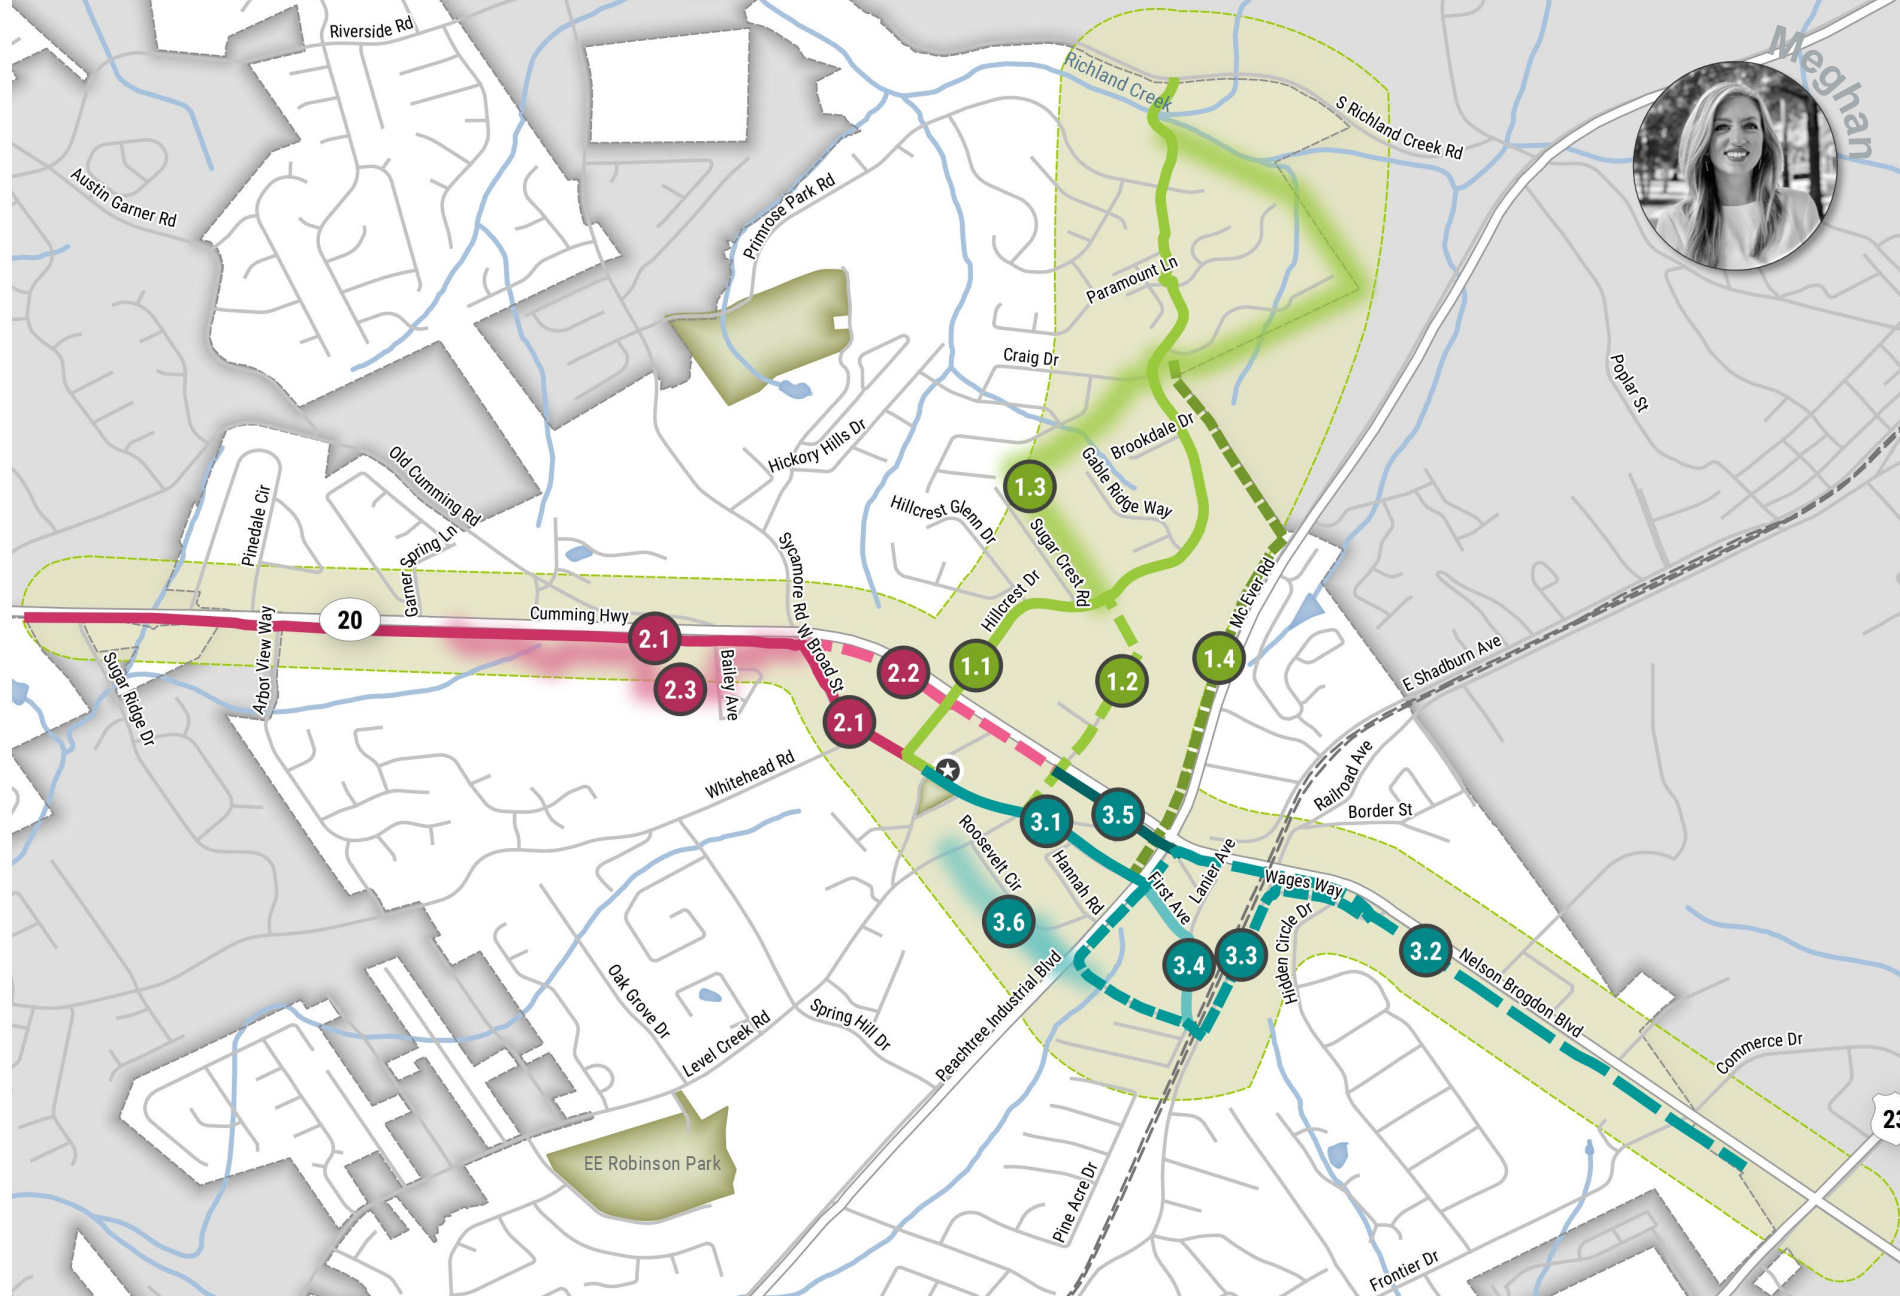 Riverside Rd
Meghan
Richland Creek
S Richland Creek Rd
Austin Garner Rd
Primrose Park Rd
Paramount Ln
Craig Dr
Poplar St
Brookdale Dr
Hickory Hills Dr
Old Cumming Rd
Gable Ridge Way
1.3
Pinedale Cir
Hillcrest Glenn Dr
Spring Ln
Sugar Crest Rd
Sycamore Rd
Garner S
Hillcrest Dr
Mc Ever Rd
20
Cumming Hwy
2.1
W Broad St
1.1
1.2
1.4
E Shadburn Ave
Arbor View Way
Sugar Ridge Dr
2.3
Bailey Ave
2.2
2.1
Whitehead Rd
Railroad Ave
Border St
3.1
3.5
Roosevelt Cir
Hannah Rd
First Ave
Lanier Ave
Wages Way
3.6
3.4
3.3
Hidden Circle Dr
3.2
Nelson Brogdon Blvd
Oak Grove Dr
Level Creek Rd
Spring Hill Dr
Peachtree Industrial Blvd
Commerce Dr
23
EE Robinson Park
Pine Acre Dr
Frontier Dr